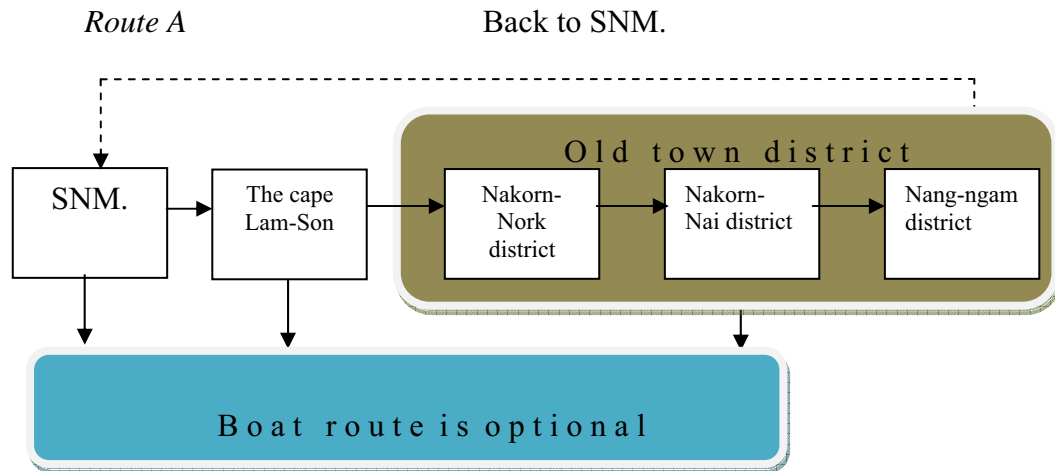 Route A
Back to SNM.
Old town district
SNM.
The cape
Lam-Son
Nakorn-
Nork
district
Nakorn-
Nai district
Nang-ngam
district
Boat route is optional